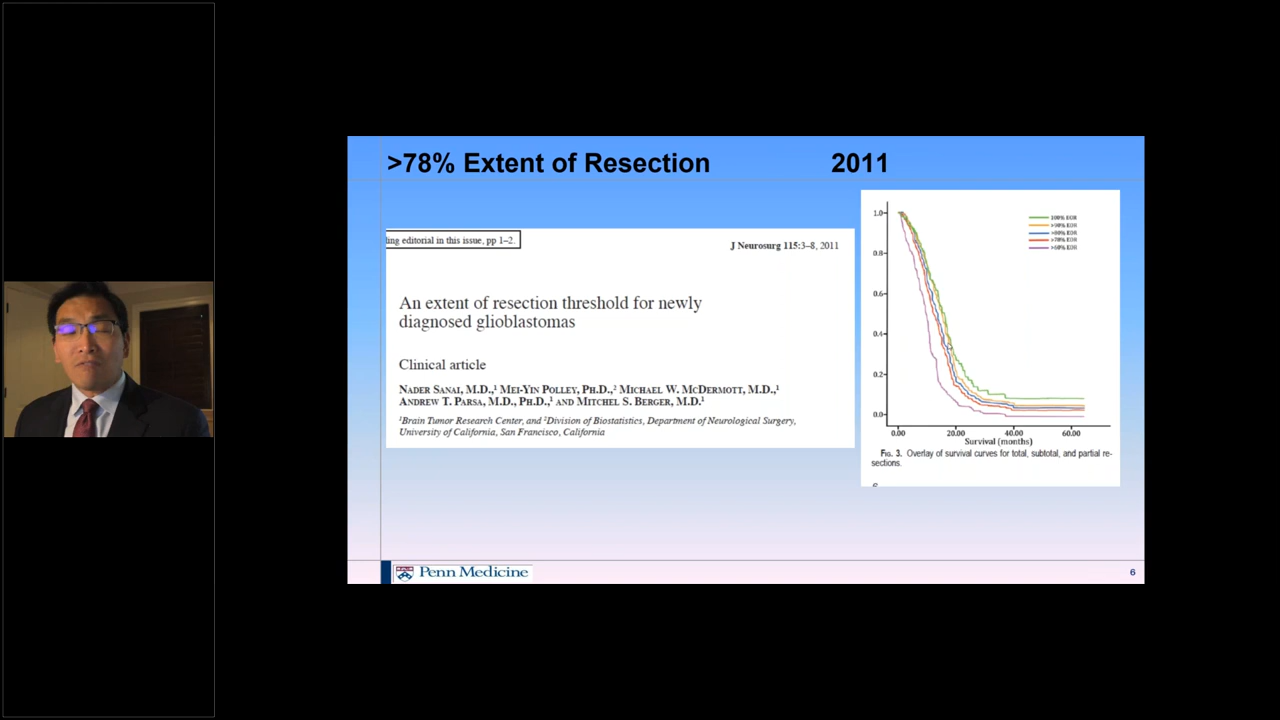 >78% Extent of Resection 2011
ing editorial in this issue, pp 1–2.
J Neurosurg 115:3–8, 2011
An extent of resection threshold for newly
diagnosed glioblastomas
Clinical article
Nader Sanai, M.D.,¹ Mei-Yin Polley, Ph.D.,² Michael W. McDermott, M.D.,¹
Andrew T. Parsa, M.D., Ph.D.,¹ and Mitchel S. Berger, M.D.¹
¹Brain Tumor Research Center, and ²Division of Biostatistics, Department of Neurological Surgery,
University of California, San Francisco, California
1.0
0.8
0.6
0.4
0.2
0.0
100% EOR
>90% EOR
>80% EOR
>70% EOR
0.00 20.00 40.00 60.00
Survival (months)
Fig. 3. Overlay of survival curves for total, subtotal, and partial re-
sections.
Penn Medicine
6